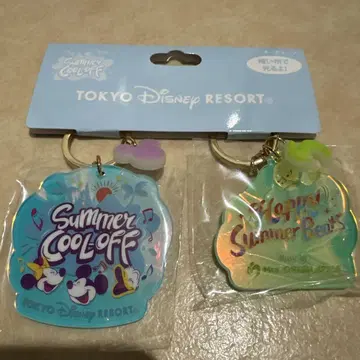 SUMMER
COOL-OFF
TOKYO Disney RESORT
Summer
COOL-OFF
TOKYO Disney RESORT
Happy
Summer Beats